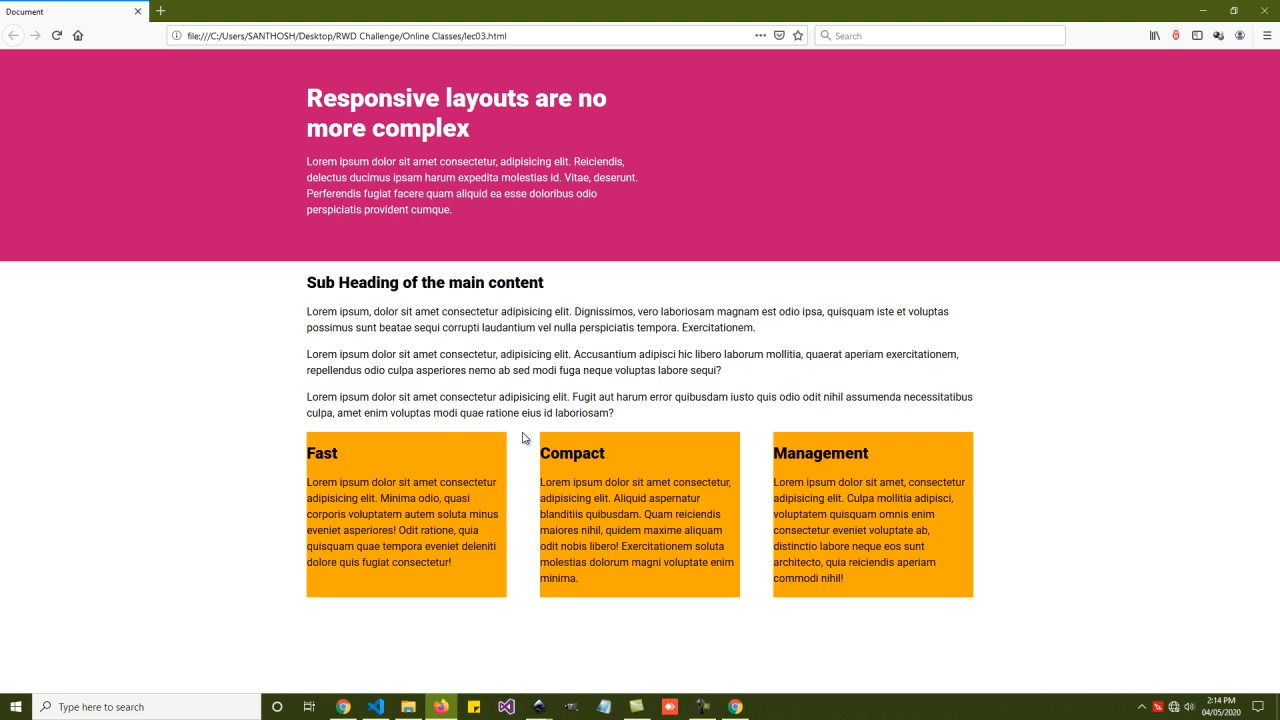 Document
file:///C:/Users/SANTHOSH/Desktop/RWD Challenge/Online Classes/lec03.html
Search
Responsive layouts are no
more complex
Lorem ipsum dolor sit amet consectetur, adipisicing elit. Reiciendis,
delectus ducimus ipsam harum expedita molestias id. Vitae, deserunt.
Perferendis fugiat facere quam aliquid ea esse doloribus odio
perspiciatis provident cumque.
Sub Heading of the main content
Lorem ipsum, dolor sit amet consectetur adipisicing elit. Dignissimos, vero laboriosam magnam est odio ipsa, quisquam iste et voluptas
possimus sunt beatae sequi corrupti laudantium vel nulla perspiciatis tempora. Exercitationem.
Lorem ipsum dolor sit amet consectetur, adipisicing elit. Accusantium adipisci hic libero laborum mollitia, quaerat aperiam exercitationem,
repellendus odio culpa asperiores nemo ab sed modi fuga neque voluptas labore sequi?
Lorem ipsum dolor sit amet consectetur adipisicing elit. Fugit aut harum error quibusdam iusto quis odio odit nihil assumenda necessitatibus
culpa, amet enim voluptas modi quae ratione eius id laboriosam?
Fast
Lorem ipsum dolor sit amet consectetur
adipisicing elit. Minima odio, quasi
corporis voluptatem autem soluta minus
eveniet asperiores! Odit ratione, quia
quisquam quae tempora eveniet deleniti
dolore quis fugiat consectetur!
Compact
Lorem ipsum dolor sit amet consectetur,
adipisicing elit. Aliquid aspernatur
blanditiis quibusdam. Quam reiciendis
maiores nihil, quidem maxime aliquam
odit nobis libero! Exercitationem soluta
molestias dolorum magni voluptate enim
minima.
Management
Lorem ipsum dolor sit amet, consectetur
adipisicing elit. Culpa mollitia adipisci,
voluptatem quisquam omnis enim
consectetur eveniet voluptate ab,
distinctio labore neque eos sunt
architecto, quia reiciendis aperiam
commodi nihil!
Type here to search
2:14 PM
04/05/2020